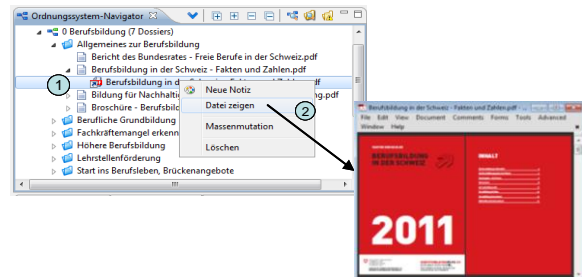 Ordnungssystem-Navigator
0 Berufsbildung (7 Dossiers)
Allgemeines zur Berufsbildung
Bericht des Bundesrates - Freie Berufe in der Schweiz.pdf
Berufsbildung in der Schweiz - Fakten und Zahlen.pdf
1
Berufsbildung in
Bildung für Nachhalti
ng.pdf
Broschüre - Berufsbild
Berufliche Grundbildung
Fachkräftemangel erkenn
Höhere Berufsbildung
Lehrstellenförderung
Start ins Berufsleben, Brückenangebote
Neue Notiz
Datei zeigen
2
Massenmutation
Löschen
Berufsbildung in der Schweiz - Fakten und Zahlen.pdf
File Edit View Document Comments Forms Tools Advanced
Window Help
BERUFSBILDUNG
IN DER SCHWEIZ
INHALT
2011